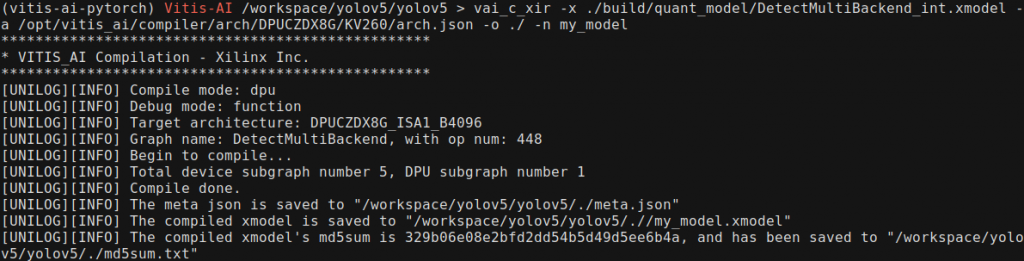 (vitis-ai-pytorch) Vitis-AI /workspace/yolov5/yolov5 > vai_c_xir -x ./build/quant_model/DetectMultiBackend_int.xmodel -
a /opt/vitis_ai/compiler/arch/DPUCZDX8G/KV260/arch.json -o ./ -n my_model
**************************************************
* VITIS_AI Compilation - Xilinx Inc.
**************************************************
[UNILOG][INFO] Compile mode: dpu
[UNILOG][INFO] Debug mode: function
[UNILOG][INFO] Target architecture: DPUCZDX8G_ISA1_B4096
[UNILOG][INFO] Graph name: DetectMultiBackend, with op num: 448
[UNILOG][INFO] Begin to compile...
[UNILOG][INFO] Total device subgraph number 5, DPU subgraph number 1
[UNILOG][INFO] Compile done.
[UNILOG][INFO] The meta json is saved to "/workspace/yolov5/yolov5/./meta.json"
[UNILOG][INFO] The compiled xmodel is saved to "/workspace/yolov5/yolov5/.//my_model.xmodel"
[UNILOG][INFO] The compiled xmodel's md5sum is 329b06e08e2bfd2dd54b5d49d5ee6b4a, and has been saved to "/workspace/yolo
v5/yolov5/./md5sum.txt"